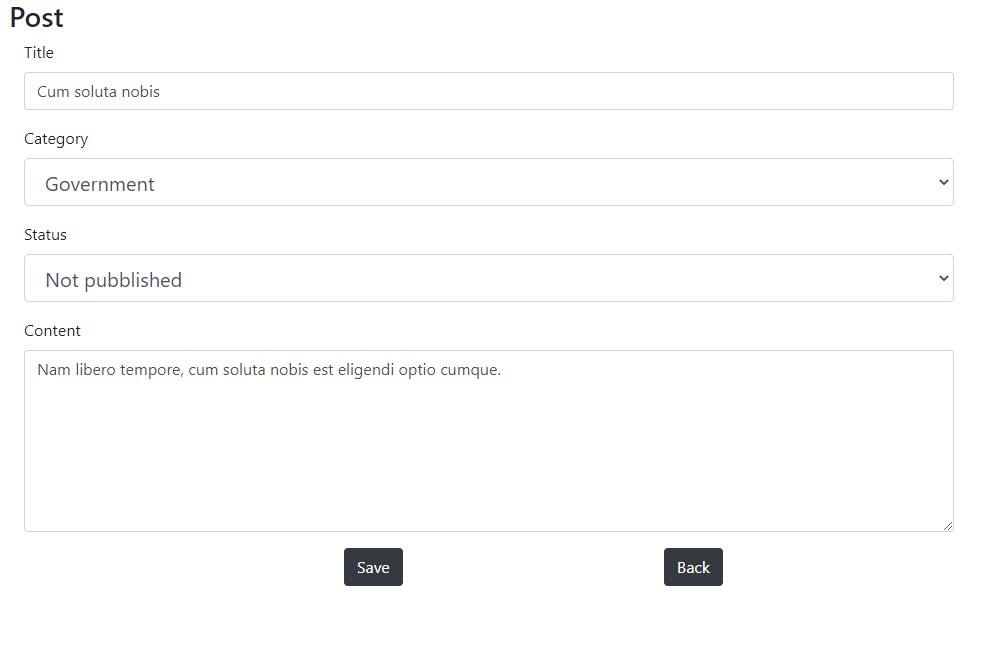 Post
Title
Cum soluta nobis
Category
Government
Status
Not pubblished
Content
Nam libero tempore, cum soluta nobis est eligendi optio cumque.
Save Back